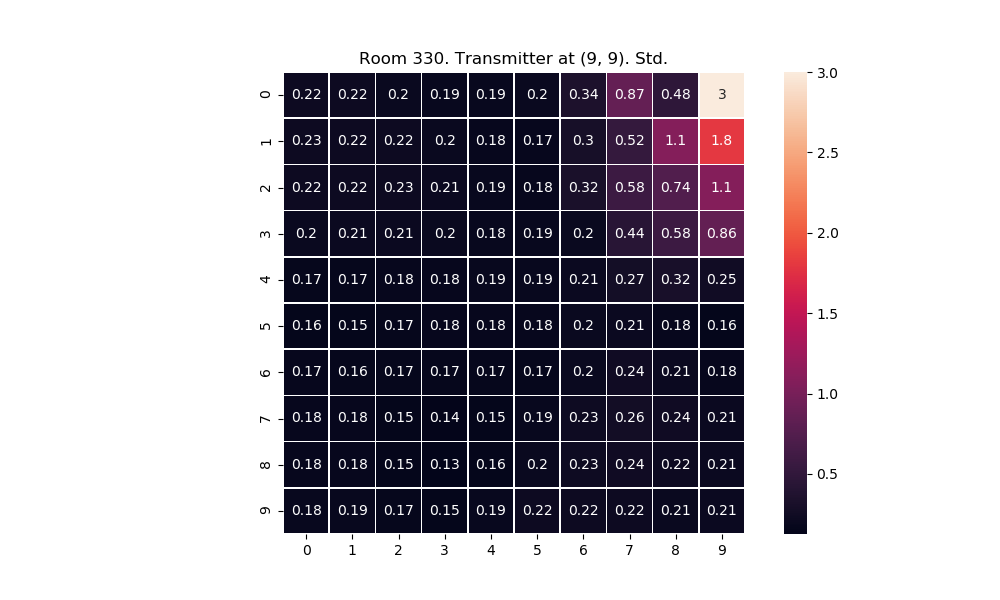 Room 330. Transmitter at (9, 9). Std.
0 0.22 0.22 0.2 0.19 0.19 0.2 0.34 0.87 0.48 3
1 0.23 0.22 0.22 0.2 0.18 0.17 0.3 0.52 1.1 1.8
2 0.22 0.22 0.23 0.21 0.19 0.18 0.32 0.58 0.74 1.1
3 0.2 0.21 0.21 0.2 0.18 0.19 0.2 0.44 0.58 0.86
4 0.17 0.17 0.18 0.18 0.19 0.19 0.21 0.27 0.32 0.25
5 0.16 0.15 0.17 0.18 0.18 0.18 0.2 0.21 0.18 0.16
6 0.17 0.16 0.17 0.17 0.17 0.17 0.2 0.24 0.21 0.18
7 0.18 0.18 0.15 0.14 0.15 0.19 0.23 0.26 0.24 0.21
8 0.18 0.18 0.15 0.13 0.16 0.2 0.23 0.24 0.22 0.21
9 0.18 0.19 0.17 0.15 0.19 0.22 0.22 0.22 0.21 0.21
0 1 2 3 4 5 6 7 8 9
3.0
2.5
2.0
1.5
1.0
0.5